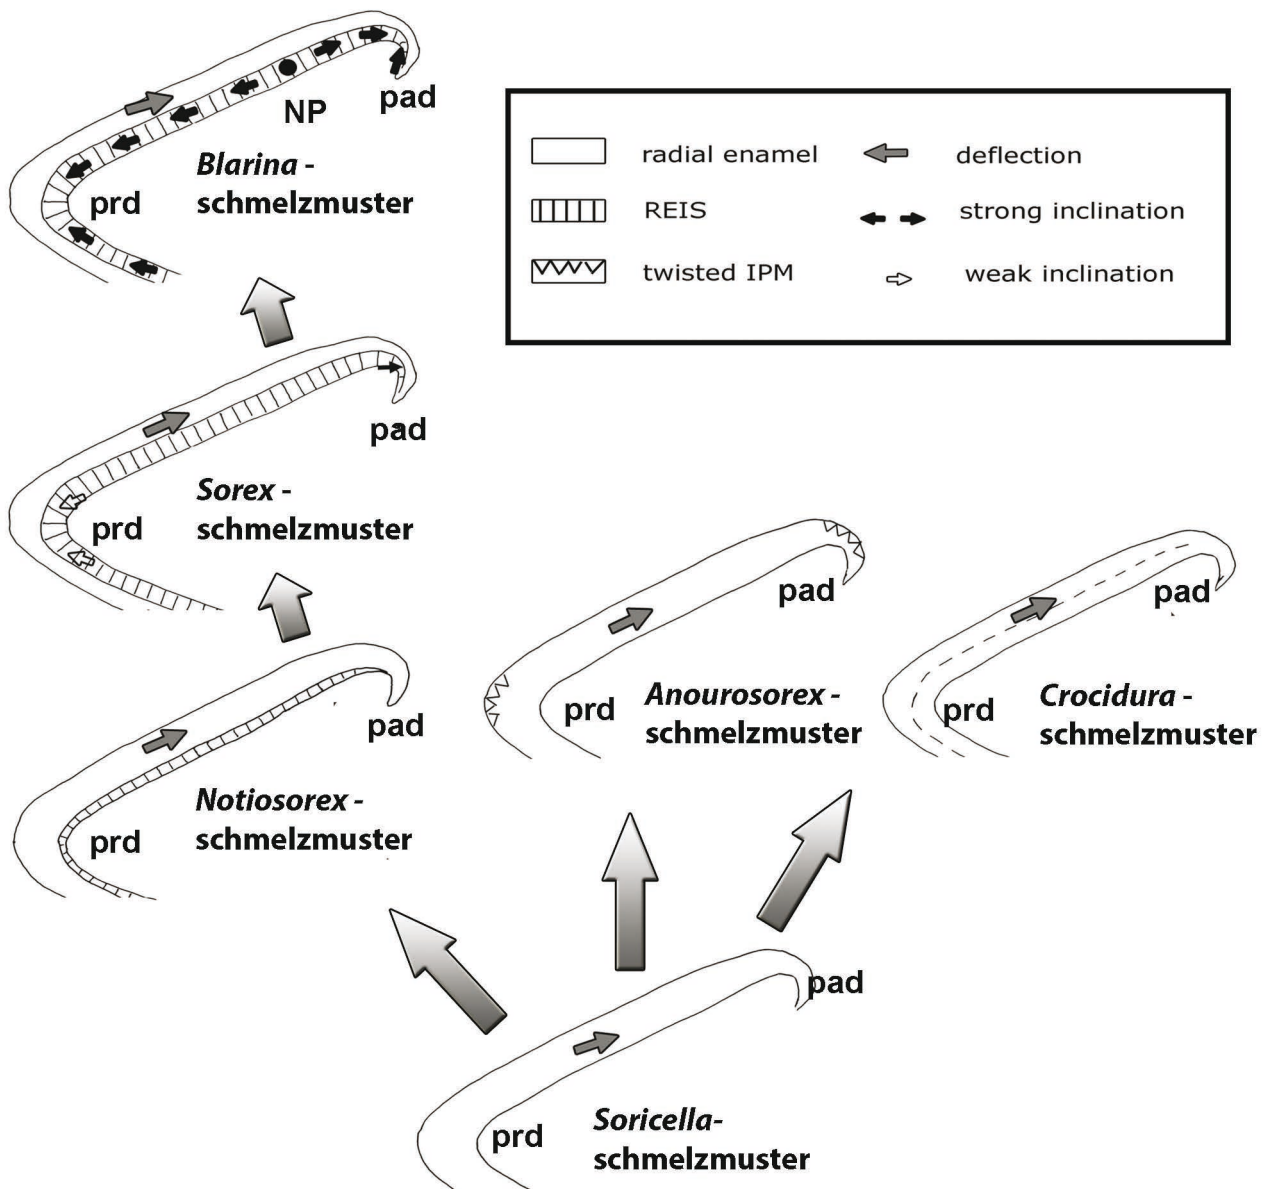 pad
NP
Blarina -
schmelzmuster
prd
radial enamel
deflection
REIS
strong inclination
twisted IPM
weak inclination
pad
Sorex -
schmelzmuster
prd
pad
Notiosorex -
schmelzmuster
prd
pad
prd
Anourosorex -
schmelzmuster
pad
prd
Crocidura -
schmelzmuster
pad
prd
Soricella-
schmelzmuster